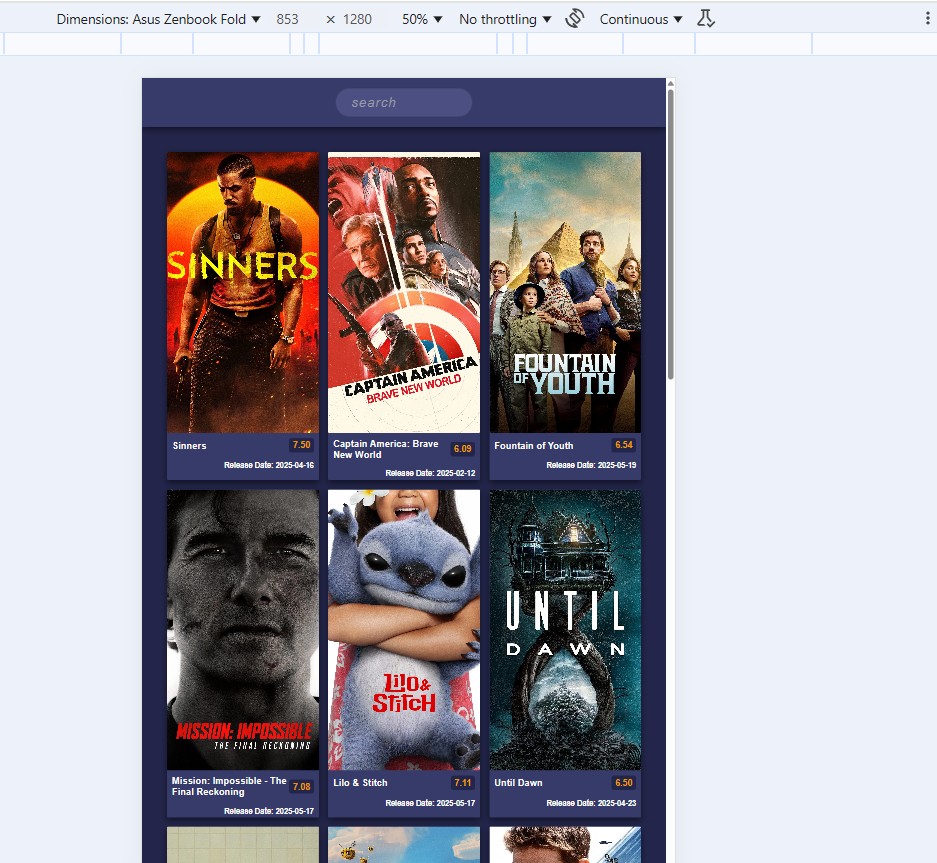 Dimensions: Asus Zenbook Fold ▼ 853 × 1280 50% ▼ No throttling ▼ Continuous ▼
search
SINNERS
CAPTAIN AMERICA
BRAVE NEW WORLD
FOUNTAIN
OF YOUTH
Sinners 7.50
Release Date: 2025-04-16
Captain America: Brave
New World 6.09
Release Date: 2025-02-12
Fountain of Youth 6.54
Release Date: 2025-05-19
MISSION: IMPOSSIBLE
THE FINAL RECKONING
Lilo &
Stitch
UNTIL
DAWN
Mission: Impossible - The
Final Reckoning 7.08
Release Date: 2025-05-17
Lilo & Stitch 7.11
Release Date: 2025-05-17
Until Dawn 6.50
Release Date: 2025-04-23